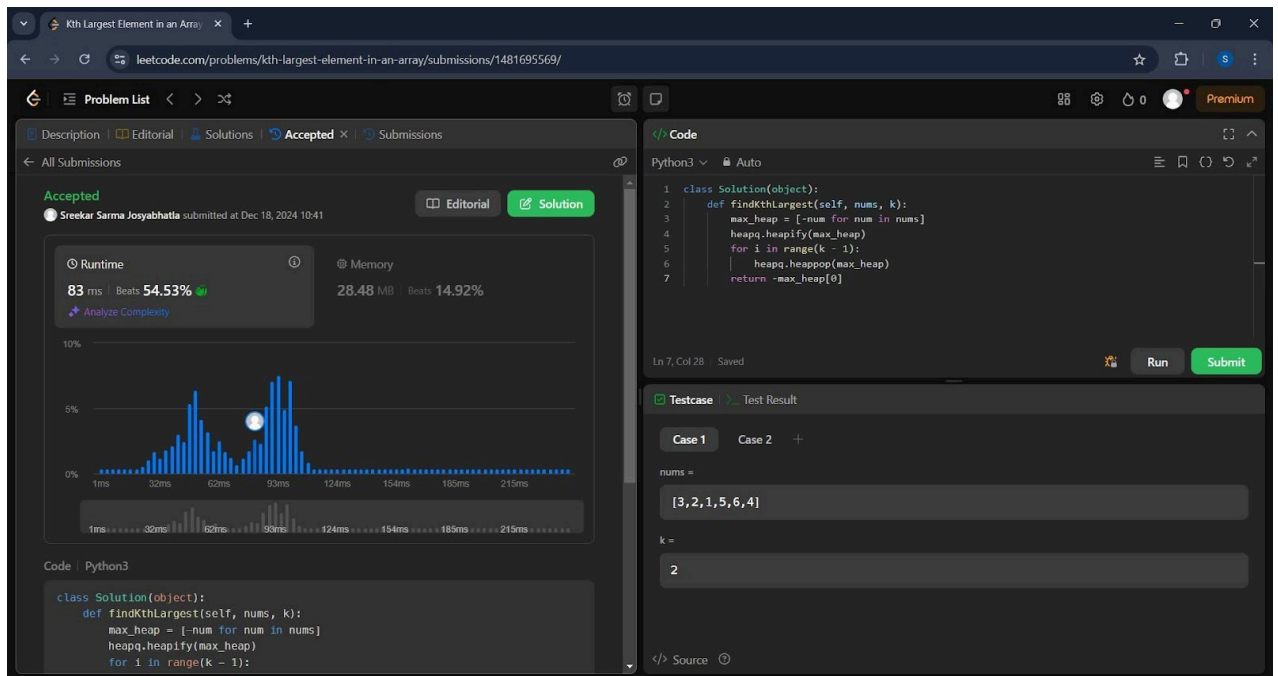 Kth Largest Element in an Array
leetcode.com/problems/kth-largest-element-in-an-array/submissions/1481695569/
S
Problem List
0
Premium
Description | Editorial | Solutions | Accepted | Submissions
All Submissions
Accepted
Sreekar Sarma Josyabhatla submitted at Dec 18, 2024 10:41
Editorial
Solution
Runtime
83 ms | Beats 54.53%
Analyze Complexity
Memory
28.48 MB | Beats 14.92%
10%
5%
0%
1ms 32ms 62ms 93ms 124ms 154ms 185ms 215ms
1ms 32ms 62ms 93ms 124ms 154ms 185ms 215ms
Code | Python3
class Solution(object):
def findKthLargest(self, nums, k):
max_heap = [-num for num in nums]
heapq.heapify(max_heap)
for i in range(k - 1):
</> Code
Python3 Auto
1 class Solution(object):
2 def findKthLargest(self, nums, k):
3 max_heap = [-num for num in nums]
4 heapq.heapify(max_heap)
5 for i in range(k - 1):
6 heapq.heappop(max_heap)
7 return -max_heap[0]
Ln 7, Col 28 | Saved
Run
Submit
Testcase | >_ Test Result
Case 1 Case 2 +
nums =
[3,2,1,5,6,4]
k =
2
</> Source